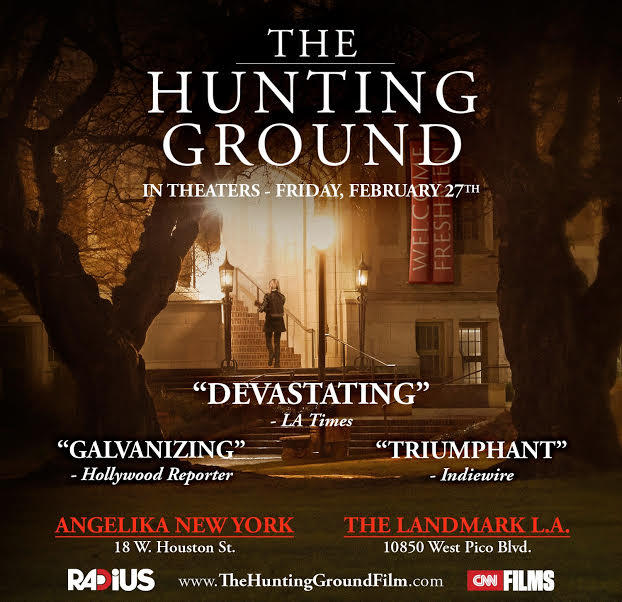 THE
HUNTING
GROUND
IN THEATERS - FRIDAY, FEBRUARY 27TH
WELCOME
FRESHMEN
“DEVASTATING”
- LA Times
“GALVANIZING”
- Hollywood Reporter
“TRIUMPHANT”
- Indiewire
ANGELIKA NEW YORK
18 W. Houston St.
THE LANDMARK L.A.
10850 West Pico Blvd.
RADiUS
www.TheHuntingGroundFilm.com
CNN FILMS